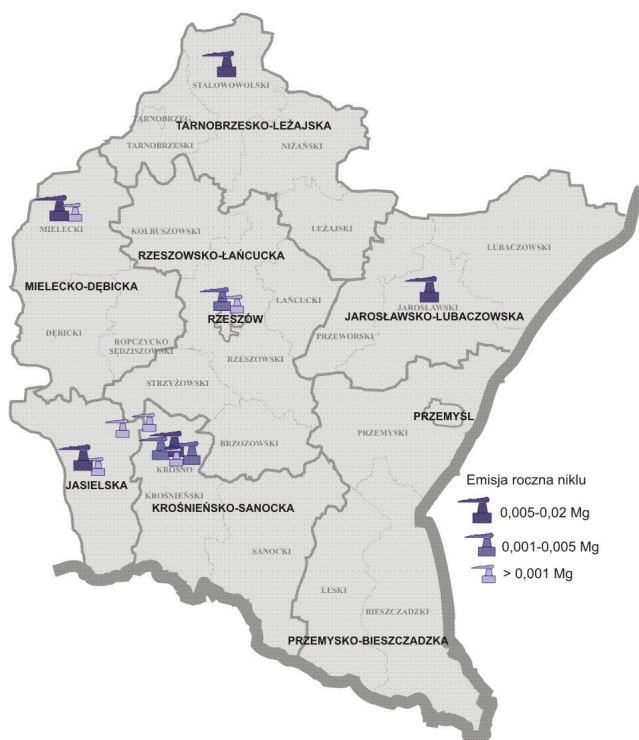 STALOWOWOLSKI
TARNOBRZEG
TARNOBRZESKO-LEŻAJSKA
TARNOBRZESKI
NIŻAŃSKI
MIELECKI
KOLBUSZOWSKI
LEŻAJSKI
LUBACZOWSKI
RZESZOWSKO-ŁAŃCUCKA
MIELECKO-DĘBICKA
ŁAŃCUCKI
JAROSŁAWSKI
RZESZÓW
JAROSŁAWSKO-LUBACZOWSKA
DĘBICKI
ROPCZYCKO
SĘDZISZOWSKI
PRZEWORSKI
RZESZOWSKI
STRZYŻOWSKI
PRZEMYŚL
BRZOZOWSKI
PRZEMYSKI
KROSNO
JASIELSKA
KROŚNIEŃSKI
KROŚNIEŃSKO-SANOCKA
SANOCKI
LESKI
BIESZCZADZKI
PRZEMYSKO-BIESZCZADZKA
Emisja roczna niklu
0,005-0,02 Mg
0,001-0,005 Mg
> 0,001 Mg